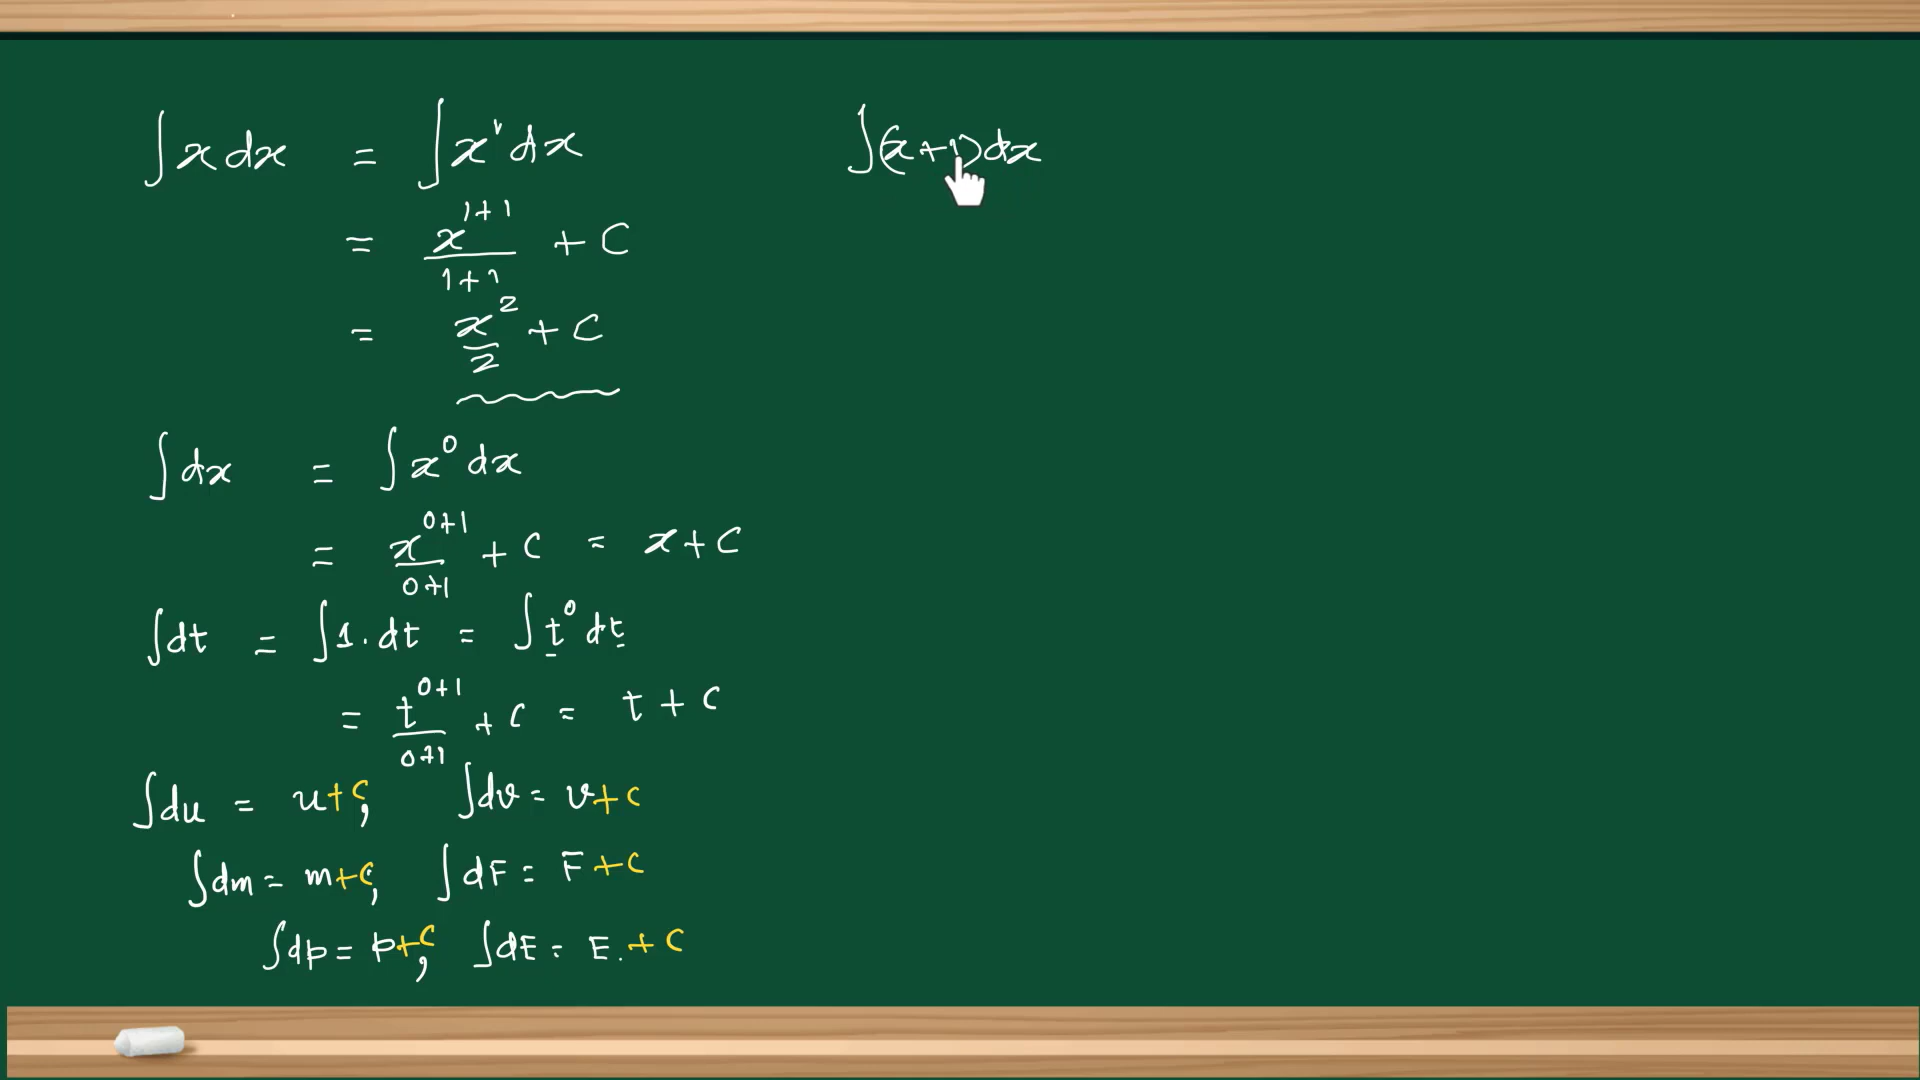 ∫x dx = ∫x¹ dx
= x^(1+1)/(1+1) + C
= x²/2 + C
∫dx = ∫x⁰ dx
= x^(0+1)/(0+1) + C = x + C
∫dt = ∫1. dt = ∫t⁰ dt
= t^(0+1)/(0+1) + C = t + C
∫du = u + C, ∫dv = v + C
∫dm = m + C, ∫dF = F + C
∫dp = p + C, ∫dE = E. + C
∫(x+1) dx